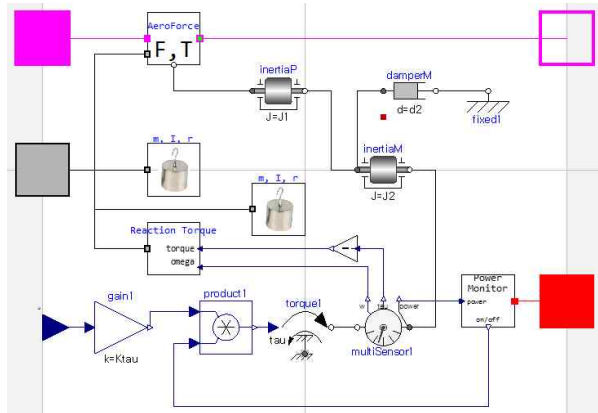 AeroForce
F,T
inertiaP
J=J1
damperM
d=d2
fixed1
m, I, r
inertiaM
J=J2
m, I, r
Reaction Torque
torque
omega
-
gain1
k=Ktau
product1
torque1
tau
w
tau
power
multiSensor1
Power
Monitor
power
on/off